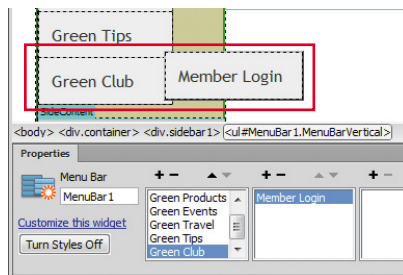 Green Tips
Green Club
Member Login
SideContent
<body> <div.container> <div.sidebar1> <ul#MenuBar1.MenuBarVertical>
Properties
Menu Bar
MenuBar1
Customize this widget
Turn Styles Off
Green Products
Green Events
Green Travel
Green Tips
Green Club
Member Login